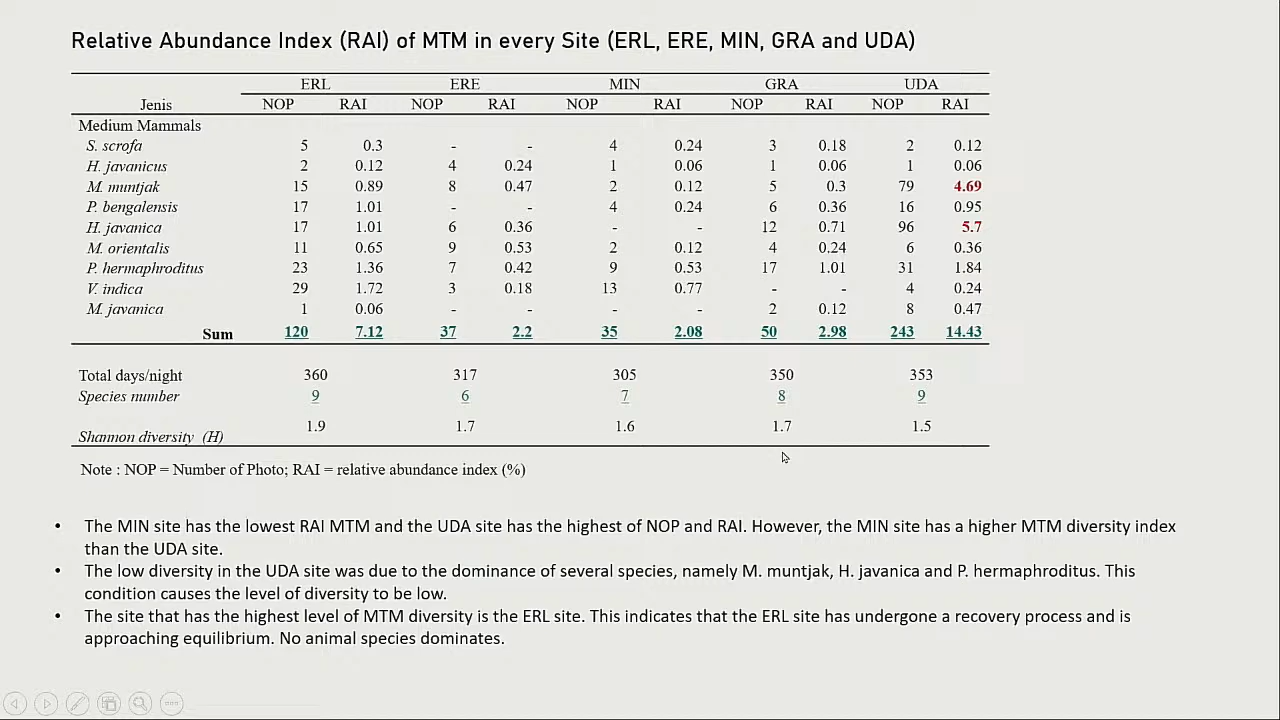 Relative Abundance Index (RAI) of MTM in every Site (ERL, ERE, MIN, GRA and UDA)
ERL ERE MIN GRA UDA
Jenis NOP RAI NOP RAI NOP RAI NOP RAI NOP RAI
Medium Mammals
S. scrofa 5 0.3 - - 4 0.24 3 0.18 2 0.12
H. javanicus 2 0.12 4 0.24 1 0.06 1 0.06 1 0.06
M. muntjak 15 0.89 8 0.47 2 0.12 5 0.3 79 4.69
P. bengalensis 17 1.01 - - 4 0.24 6 0.36 16 0.95
H. javanica 17 1.01 6 0.36 - - 12 0.71 96 5.7
M. orientalis 11 0.65 9 0.53 2 0.12 4 0.24 6 0.36
P. hermaphroditus 23 1.36 7 0.42 9 0.53 17 1.01 31 1.84
V. indica 29 1.72 3 0.18 13 0.77 - - 4 0.24
M. javanica 1 0.06 - - - - 2 0.12 8 0.47
Sum 120 7.12 37 2.2 35 2.08 50 2.98 243 14.43
Total days/night 360 317 305 350 353
Species number 9 6 7 8 9
Shannon diversity (H) 1.9 1.7 1.6 1.7 1.5
Note : NOP = Number of Photo; RAI = relative abundance index (%)
• The MIN site has the lowest RAI MTM and the UDA site has the highest of NOP and RAI. However, the MIN site has a higher MTM diversity index
than the UDA site.
• The low diversity in the UDA site was due to the dominance of several species, namely M. muntjak, H. javanica and P. hermaphroditus. This
condition causes the level of diversity to be low.
• The site that has the highest level of MTM diversity is the ERL site. This indicates that the ERL site has undergone a recovery process and is
approaching equilibrium. No animal species dominates.